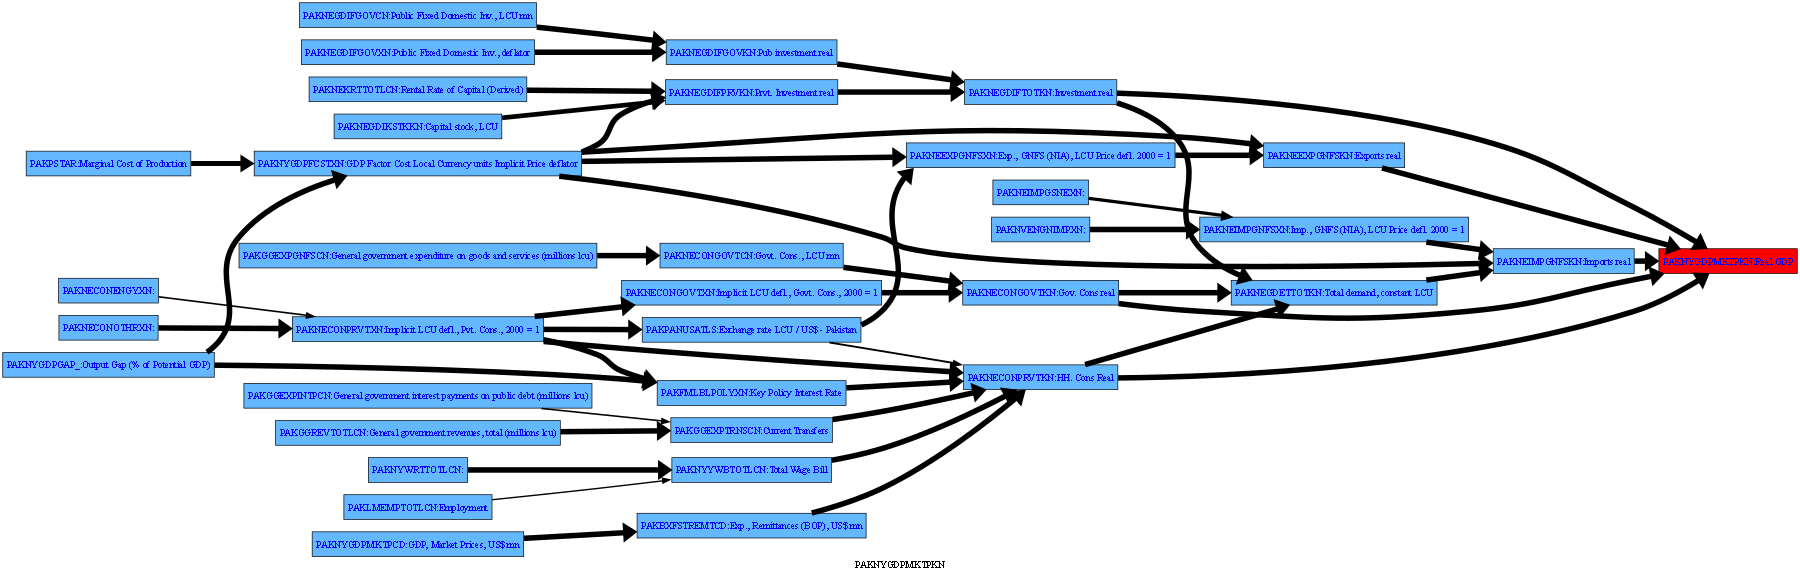 PAKNEGDIFGOVCN:Public Fixed Domestic Inv., LCU mn
PAKNEGDIFGOVXN:Public Fixed Domestic Inv., deflator
PAKNEGDIFGOVKN:Pub investment real
PAKNEKRTTOTLCN:Rental Rate of Capital (Derived)
PAKNEGDIFPRVKN:Prvt. Investment real
PAKNEGDIFTOTKN:Investment real
PAKNEGDIKSTKKN:Capital stock, LCU
PAKPSTAR:Marginal Cost of Production
PAKNYGDPFCSTXN:GDP Factor Cost Local Currency units Implicit Price deflator
PAKNEEXPGNFSXN:Exp., GNFS (NIA), LCU Price defl. 2000 = 1
PAKNEEXPGNFSKN:Exports real
PAKNEIMPGSNEXN:
PAKNVENGNIMPXN:
PAKNEIMPGNFSXN:Imp., GNFS (NIA), LCU Price defl. 2000 = 1
PAKGGEXPGNFSCN:General government expenditure on goods and services (millions lcu)
PAKNECONGOVTCN:Govt. Cons., LCU mn
PAKNEIMPGNFSKN:Imports real
PAKNYGDPMKTPKN:Real GDP
PAKNECONENGYXN:
PAKNECONGOVTXN:Implicit LCU defl., Govt. Cons., 2000 = 1
PAKNECONGOVTKN:Gov. Cons real
PAKNEGDETTOTKN:Total demand, constant LCU
PAKNECONOTHRXN:
PAKNECONPRVTXN:Implicit LCU defl., Pvt. Cons., 2000 = 1
PAKPANUSATLS:Exchange rate LCU / US$ - Pakistan
PAKNYGDPGAP_:Output Gap (% of Potential GDP)
PAKNECONPRVTKN:HH. Cons Real
PAKGGEXPINTPCN:General government interest payments on public debt (millions lcu)
PAKFMLBLPOLYXN:Key Policy Interest Rate
PAKGGREVTOTLCN:General government revenues, total (millions lcu)
PAKGGEXPTRNSCN:Current Transfers
PAKNYWRTTOTLCN:
PAKNYYWBTOTLCN:Total Wage Bill
PAKLMEMPTOTLCN:Employment
PAKBXFSTREMTCD:Exp., Remittances (BOP), US$ mn
PAKNYGDPMKTPCD:GDP, Market Prices, US$ mn
PAKNYGDPMKTPKN